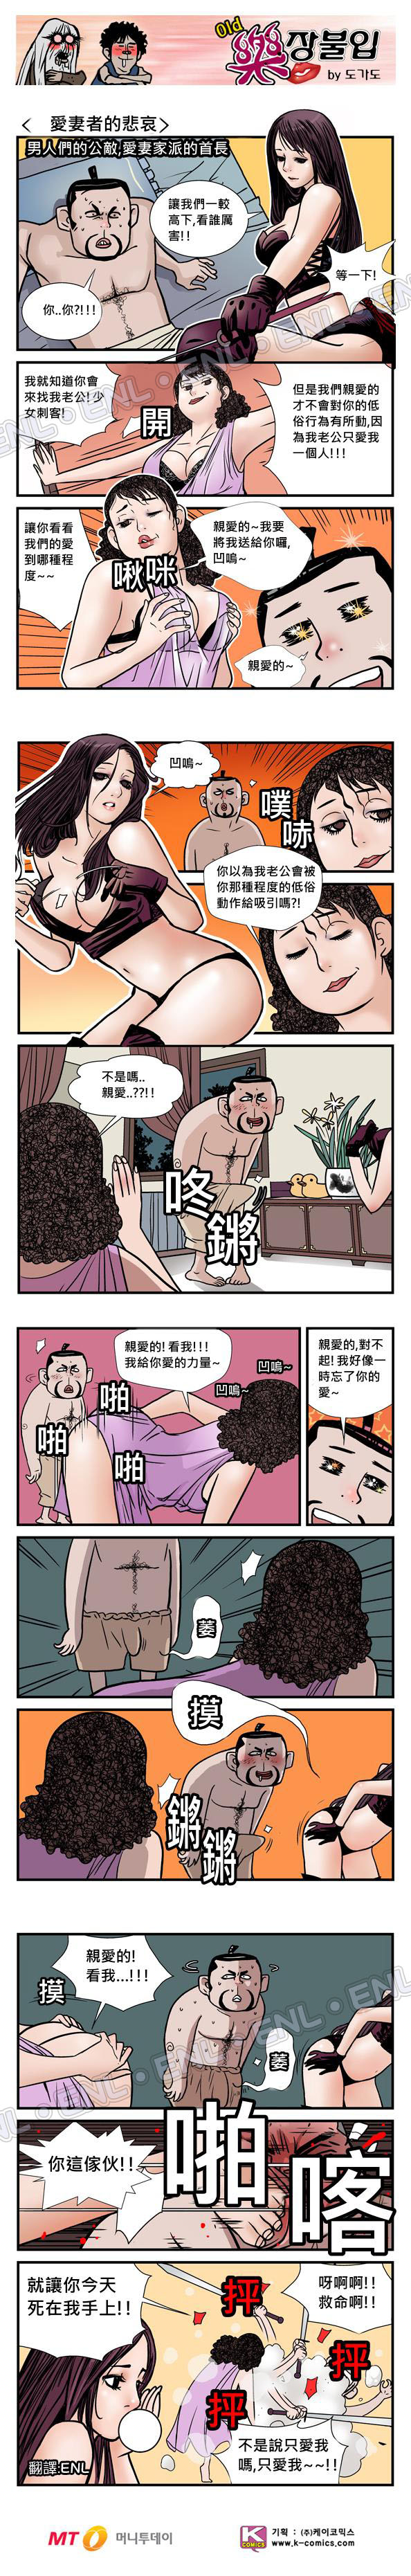 Old
樂
장불입
by 도가도
< 愛妻者的悲哀>
男人們的公敵,愛妻家派的首長
讓我們一較
高下,看誰厲
害!!
等一下!
你..你?!!!
我就知道你會
來找我老公!少
女刺客!
開
但是我們親愛的
才不會對你的低
俗行為有所動,因
為我老公只愛我
一個人!!!
讓你看看
我們的愛
到哪種程
度~~
啾咪
親愛的~我要
將我送給你囉,
凹嗚~
親愛的~
凹嗚~
噗
哧
你以為我老公會被
你那種程度的低俗
動作給吸引嗎?!
不是嗎..
親愛..??!!
咚
鏘
親愛的! 看我!!!
我給你愛的力量~
凹嗚~
凹嗚~
啪
啪
啪
親愛的,對不
起! 我好像一
時忘了你的
愛~
萎
摸
鏘
鏘
親愛的!
看我...!!!
摸
萎
你這傢伙!!
啪
喀
就讓你今天
死在我手上!!
呀啊啊!!
救命啊!!
抨
抨
抨
不是說只愛我
嗎,只愛我~~!!
翻譯:ENL
ENL • ENL • ENL • ENL
ENL • ENL • ENL • ENL
MTO 머니투데이
K COMICS
기획 : (주)케이코믹스
www.k-comics.com